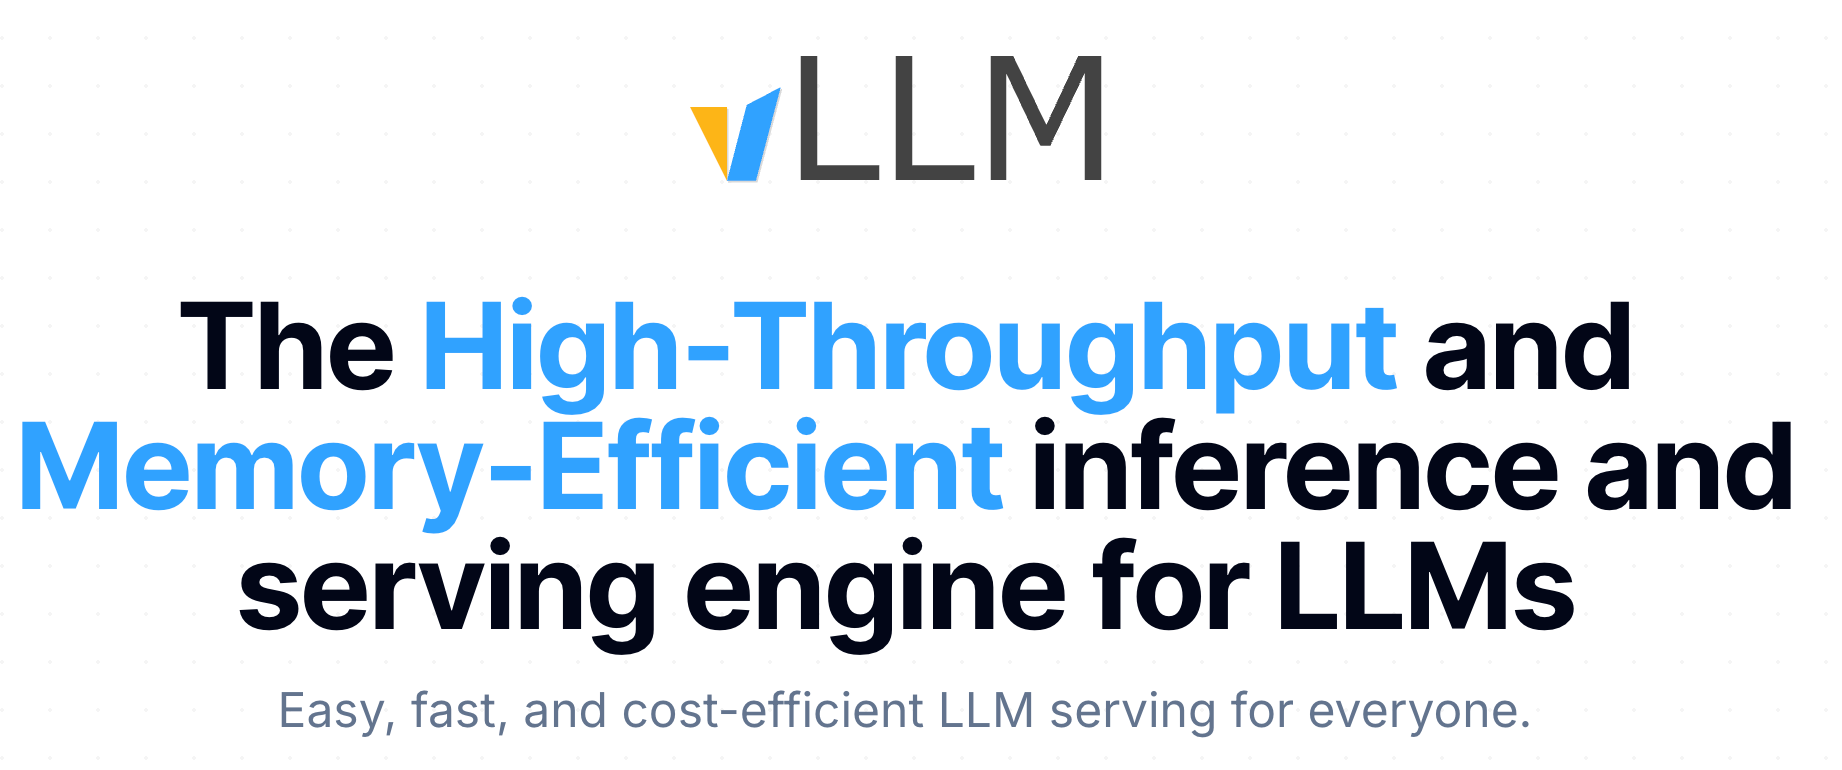 vLLM
The High-Throughput and
Memory-Efficient inference and
serving engine for LLMs
Easy, fast, and cost-efficient LLM serving for everyone.